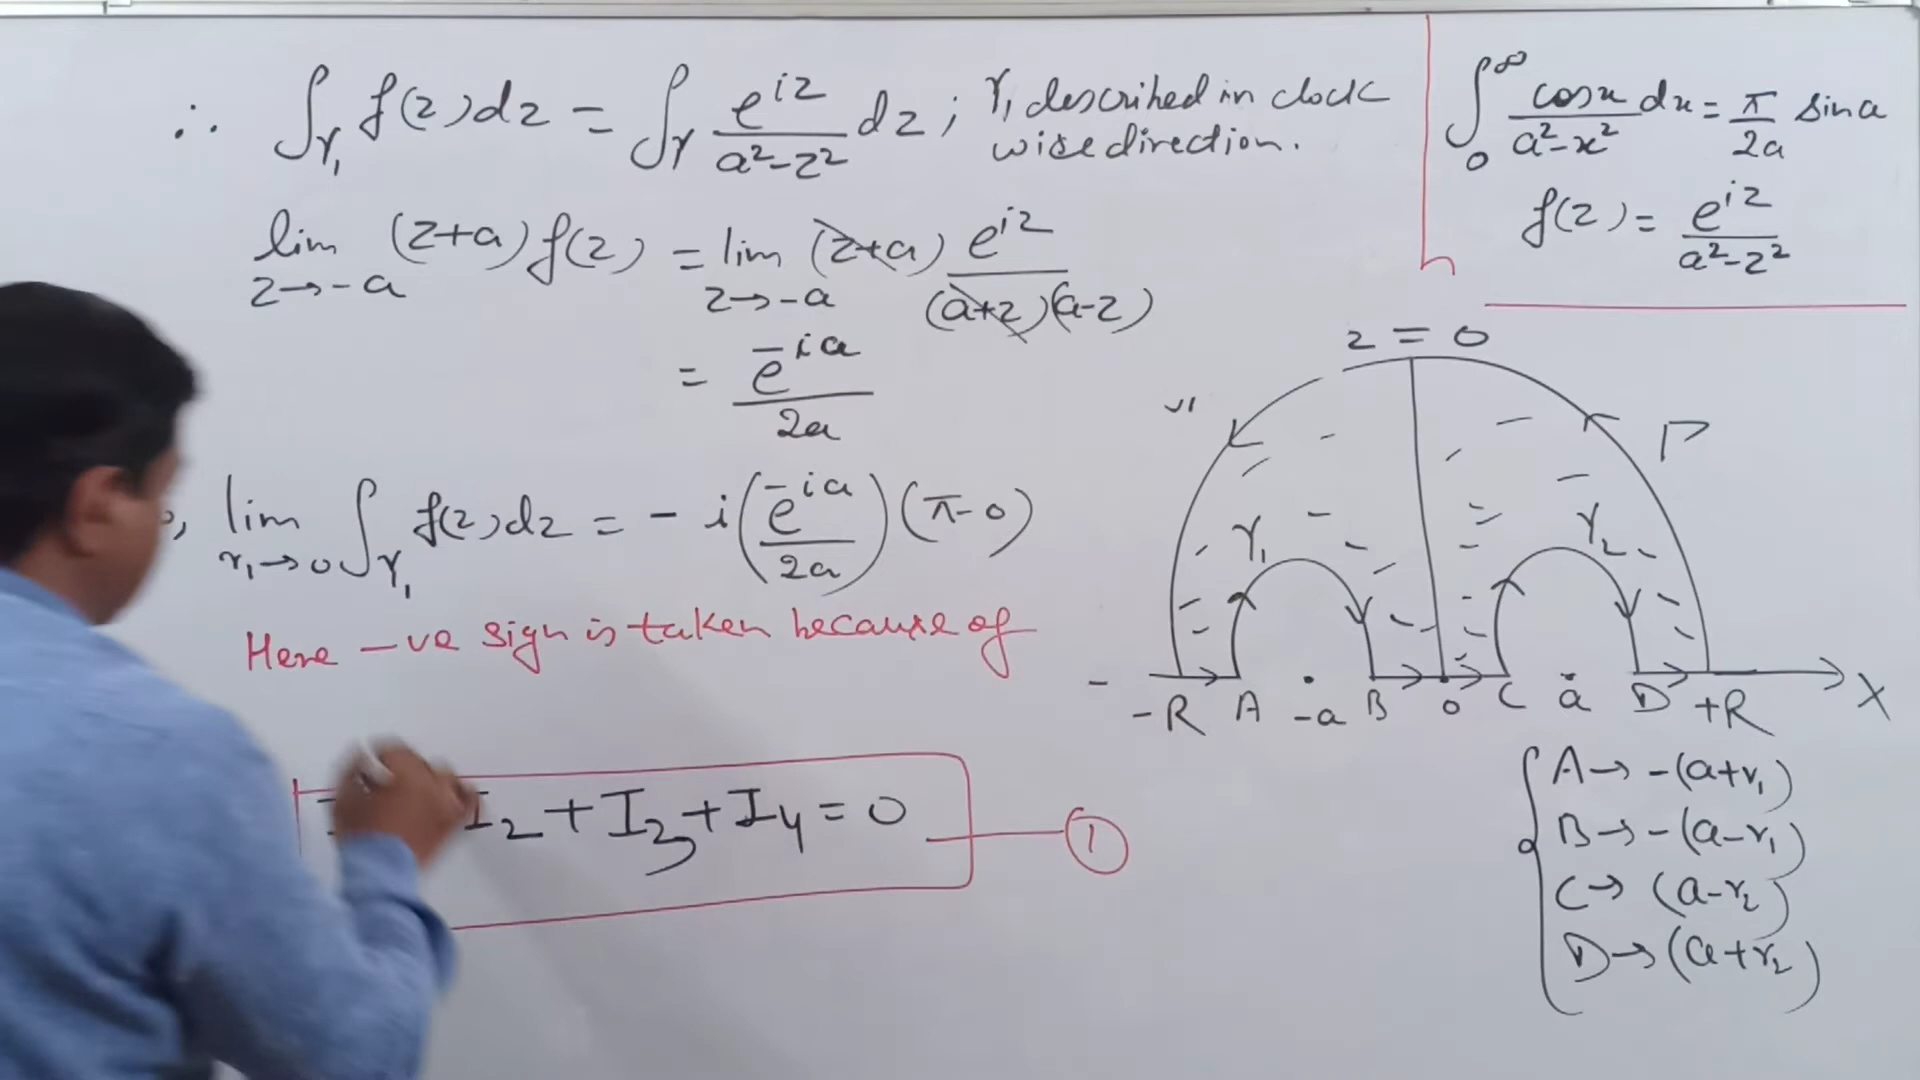 ∴ ∫γ₁ f(z)dz = ∫γ e^{iz}/(a²-z²) dz ; γ₁ described in clock
wise direction.
lim z→-a (z+a) f(z) = lim z→-a (z+a) e^{iz}/((a+z)(a-z))
= e^{-ia}/2a
, lim r₁→0 ∫γ₁ f(z)dz = - i (e^{-ia}/2a) (π-0)
Here -ve sign is taken because of
I₂ + I₃ + I₄ = 0 ①
∫₀^∞ cosx/(a²-x²) dx = π/2a sina
f(z) = e^{iz}/(a²-z²)
z = 0
Γ
γ₁ γ₂
-R A -a B 0 C a D +R X
A → -(a+r₁)
B → -(a-r₁)
C → (a-r₂)
D → (a+r₂)